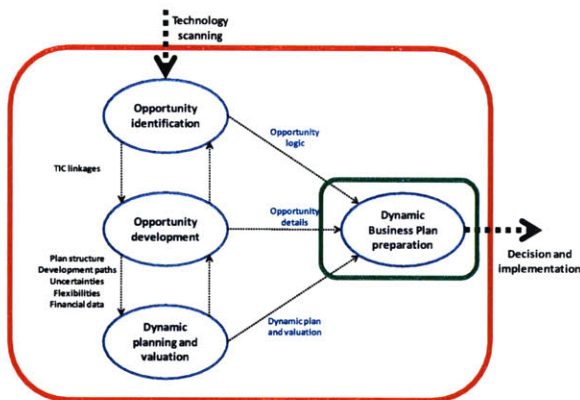 Technology
scanning
Opportunity
identification
Opportunity
logic
TIC linkages
Opportunity
development
Opportunity
details
Dynamic
Business Plan
preparation
Decision and
implementation
Plan structure
Development paths
Uncertainties
Flexibilities
Financial data
Dynamic
planning and
valuation
Dynamic plan
and valuation